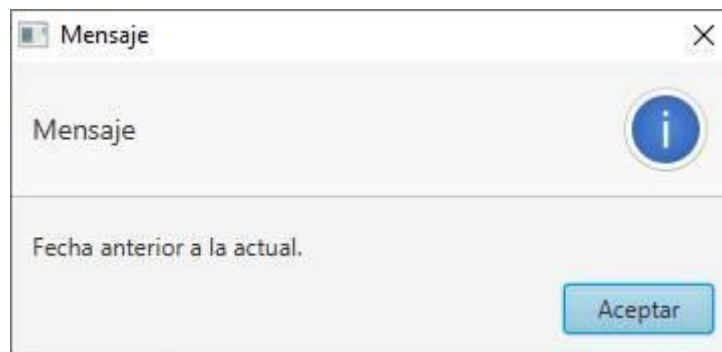 Mensaje
Mensaje
i
Fecha anterior a la actual.
Aceptar